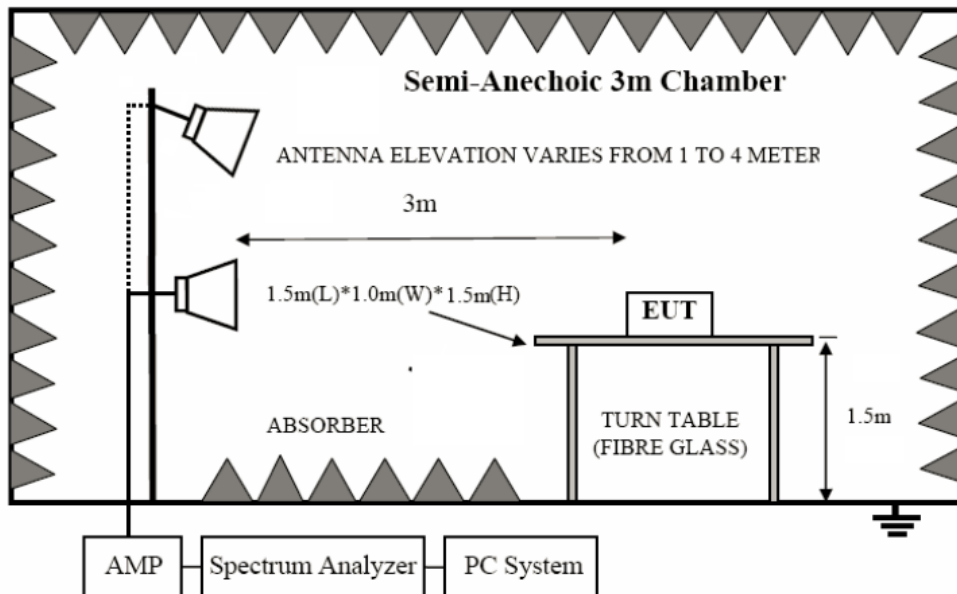 Semi-Anechoic 3m Chamber
ANTENNA ELEVATION VARIES FROM 1 TO 4 METER
3m
1.5m(L)*1.0m(W)*1.5m(H)
EUT
ABSORBER
TURN TABLE
(FIBRE GLASS)
1.5m
AMP
Spectrum Analyzer
PC System